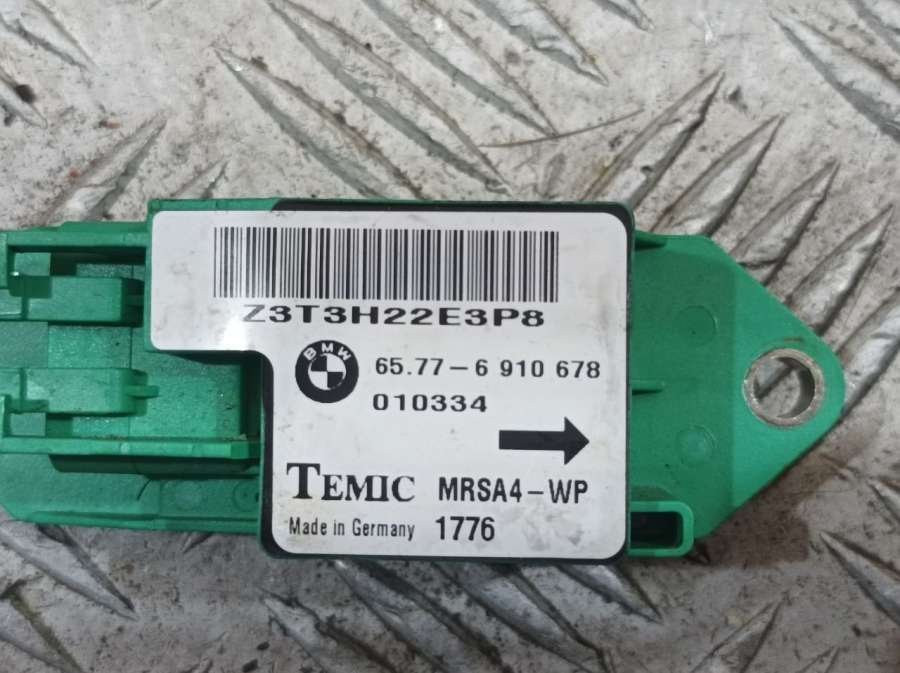 Z3T3H22E3P8
BMW
65.77-6 910 678
010334
TEMIC MRSA4-WP
Made in Germany 1776